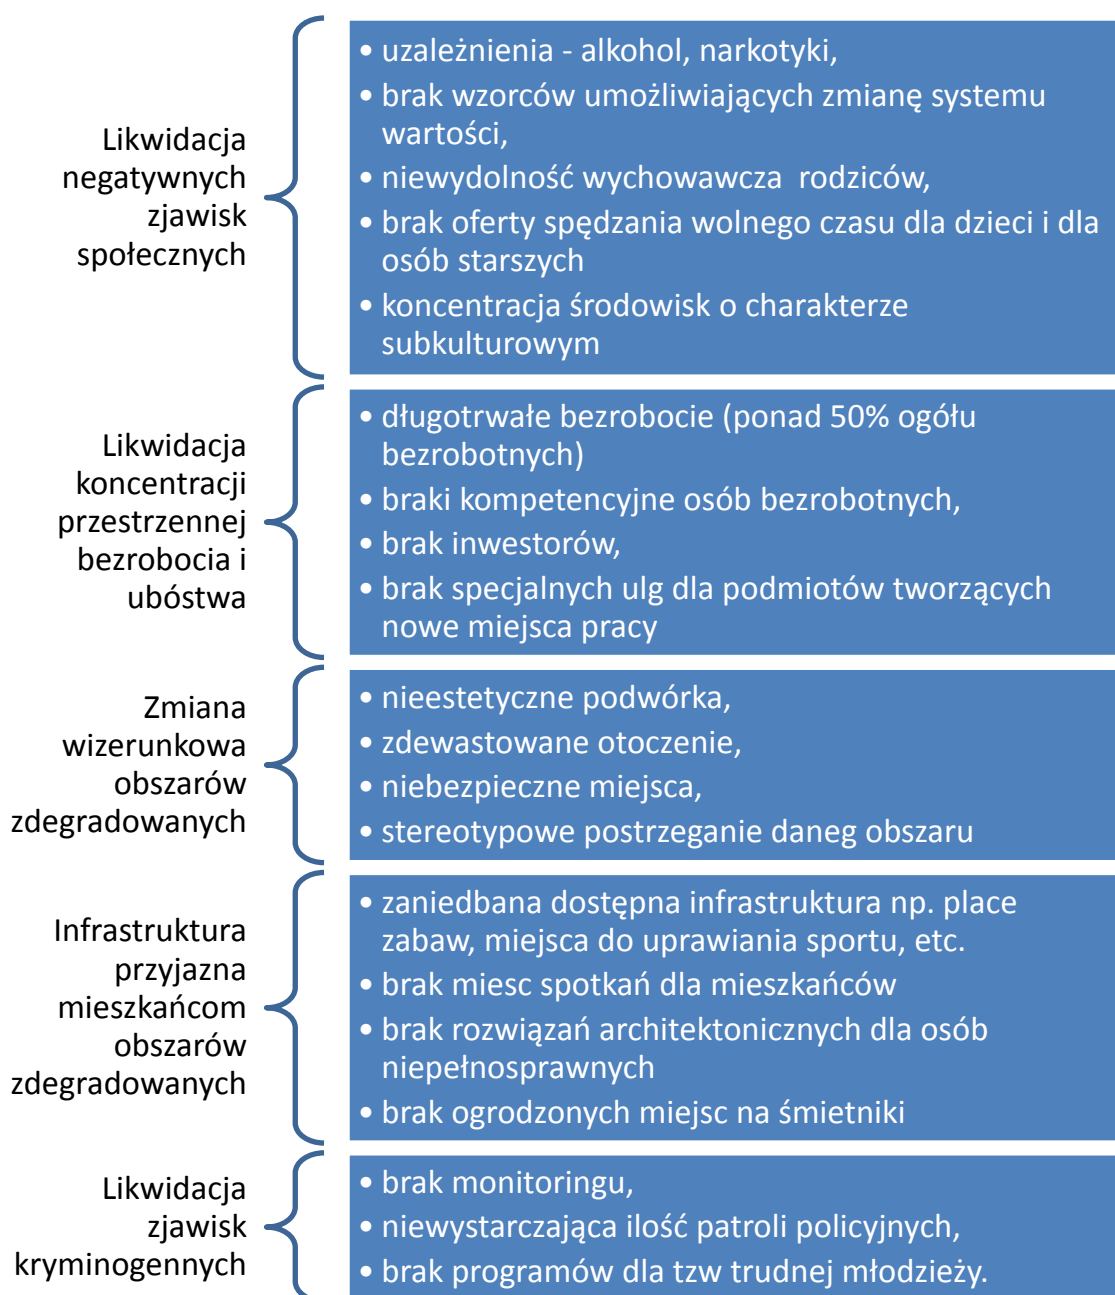 Likwidacja
negatywnych
zjawisk
społecznych
• uzależnienia - alkohol, narkotyki,
• brak wzorców umożliwiających zmianę systemu
wartości,
• niewydolność wychowawcza  rodziców,
• brak oferty spędzania wolnego czasu dla dzieci i dla
osób starszych
• koncentracja środowisk o charakterze
subkulturowym
Likwidacja
koncentracji
przestrzennej
bezrobocia i
ubóstwa
• długotrwałe bezrobocie (ponad 50% ogółu
bezrobotnych)
• braki kompetencyjne osób bezrobotnych,
• brak inwestorów,
• brak specjalnych ulg dla podmiotów tworzących
nowe miejsca pracy
Zmiana
wizerunkowa
obszarów
zdegradowanych
• nieestetyczne podwórka,
• zdewastowane otoczenie,
• niebezpieczne miejsca,
• stereotypowe postrzeganie daneg obszaru
Infrastruktura
przyjazna
mieszkańcom
obszarów
zdegradowanych
• zaniedbana dostępna infrastruktura np. place
zabaw, miejsca do uprawiania sportu, etc.
• brak miesc spotkań dla mieszkańców
• brak rozwiązań architektonicznych dla osób
niepełnosprawnych
• brak ogrodzonych miejsc na śmietniki
Likwidacja
zjawisk
kryminogennych
• brak monitoringu,
• niewystarczająca ilość patroli policyjnych,
• brak programów dla tzw trudnej młodzieży.